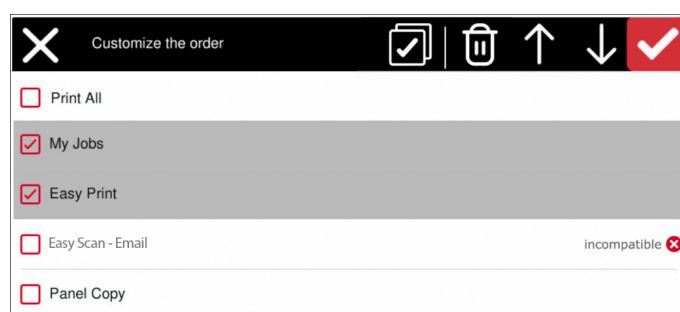 Customize the order
Print All
My Jobs
Easy Print
Easy Scan - Email
incompatible
Panel Copy